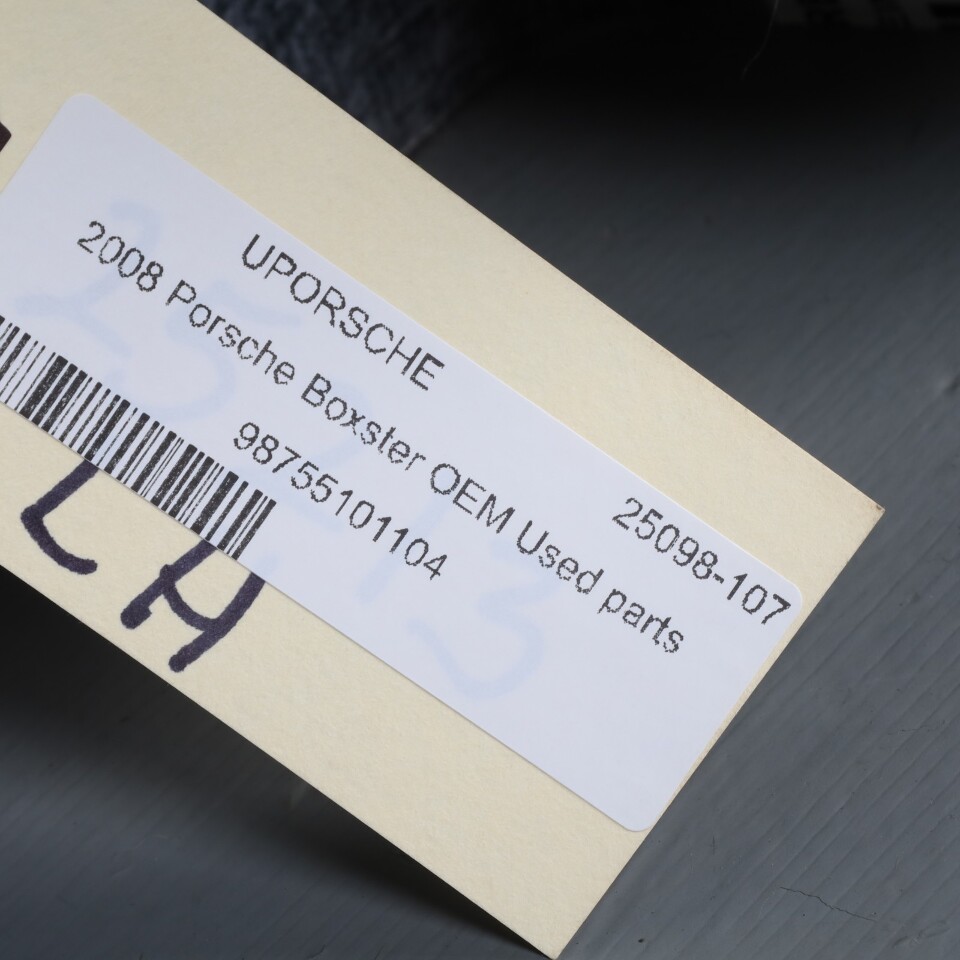 UPORSCHE
25098-107
2008 Porsche Boxster OEM Used parts
98755101104
LH